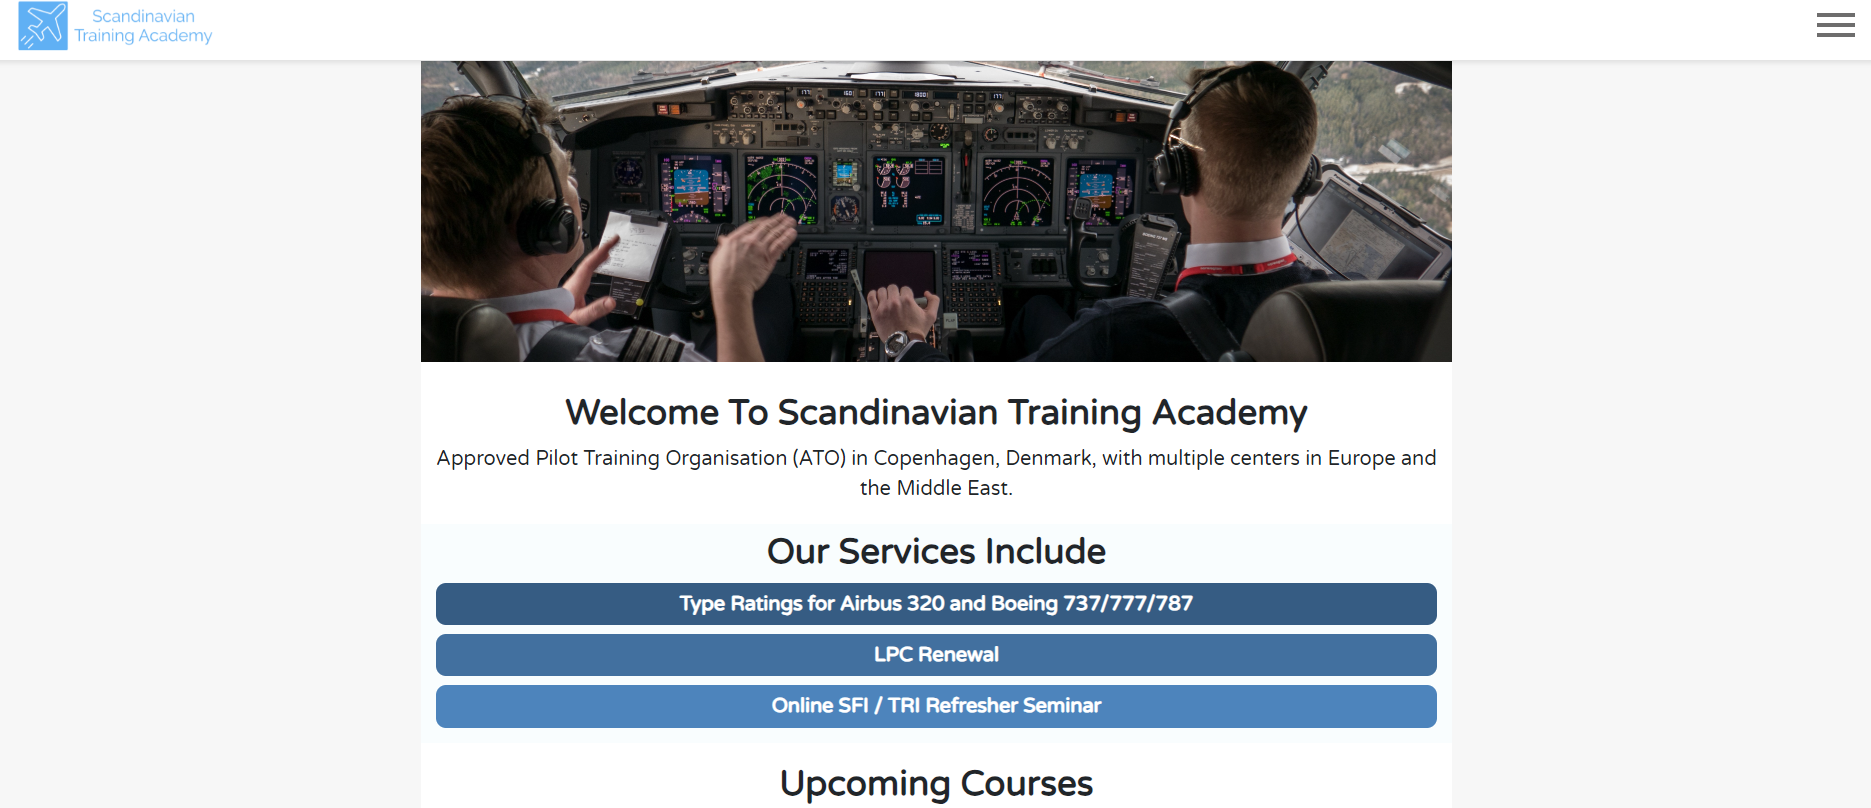 Scandinavian
Training Academy
Welcome To Scandinavian Training Academy
Approved Pilot Training Organisation (ATO) in Copenhagen, Denmark, with multiple centers in Europe and
the Middle East.
Our Services Include
Type Ratings for Airbus 320 and Boeing 737/777/787
LPC Renewal
Online SFI / TRI Refresher Seminar
Upcoming Courses